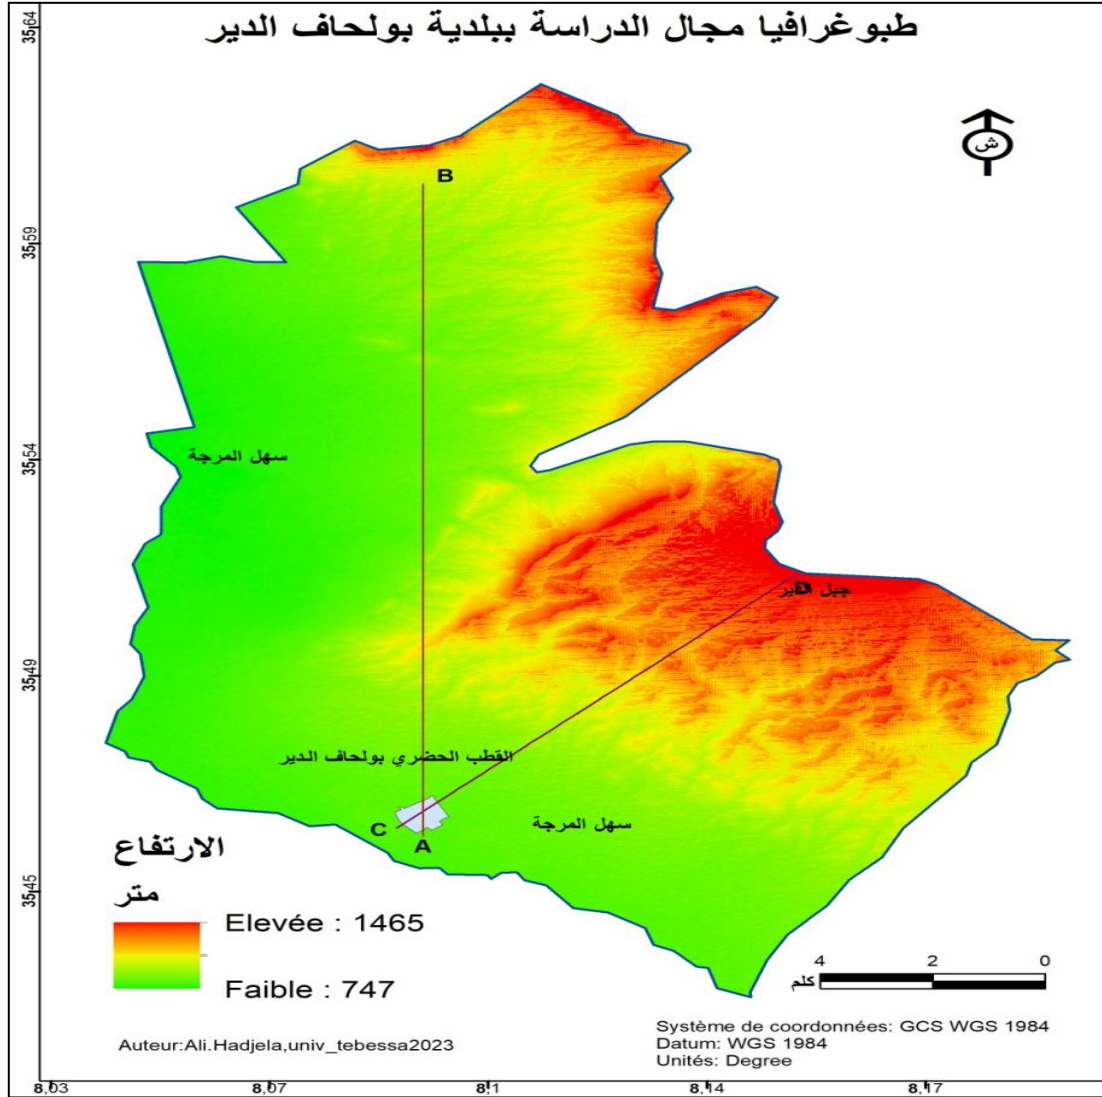 طبوغرافيا مجال الدراسة ببلدية بولحاف الدير
ش
B
سهل المرجة
D
جبل الدير
القطب الحضري بولحاف الدير
سهل المرجة
C
A
الارتفاع
متر
Elevée : 1465
Faible : 747
4 2 0
كلم
Auteur:Ali.Hadjela,univ_tebessa2023
Système de coordonnées: GCS WGS 1984
Datum: WGS 1984
Unités: Degree
35,64
35,59
35,54
35,49
35,45
8,03 8,07 8,1 8,14 8,17